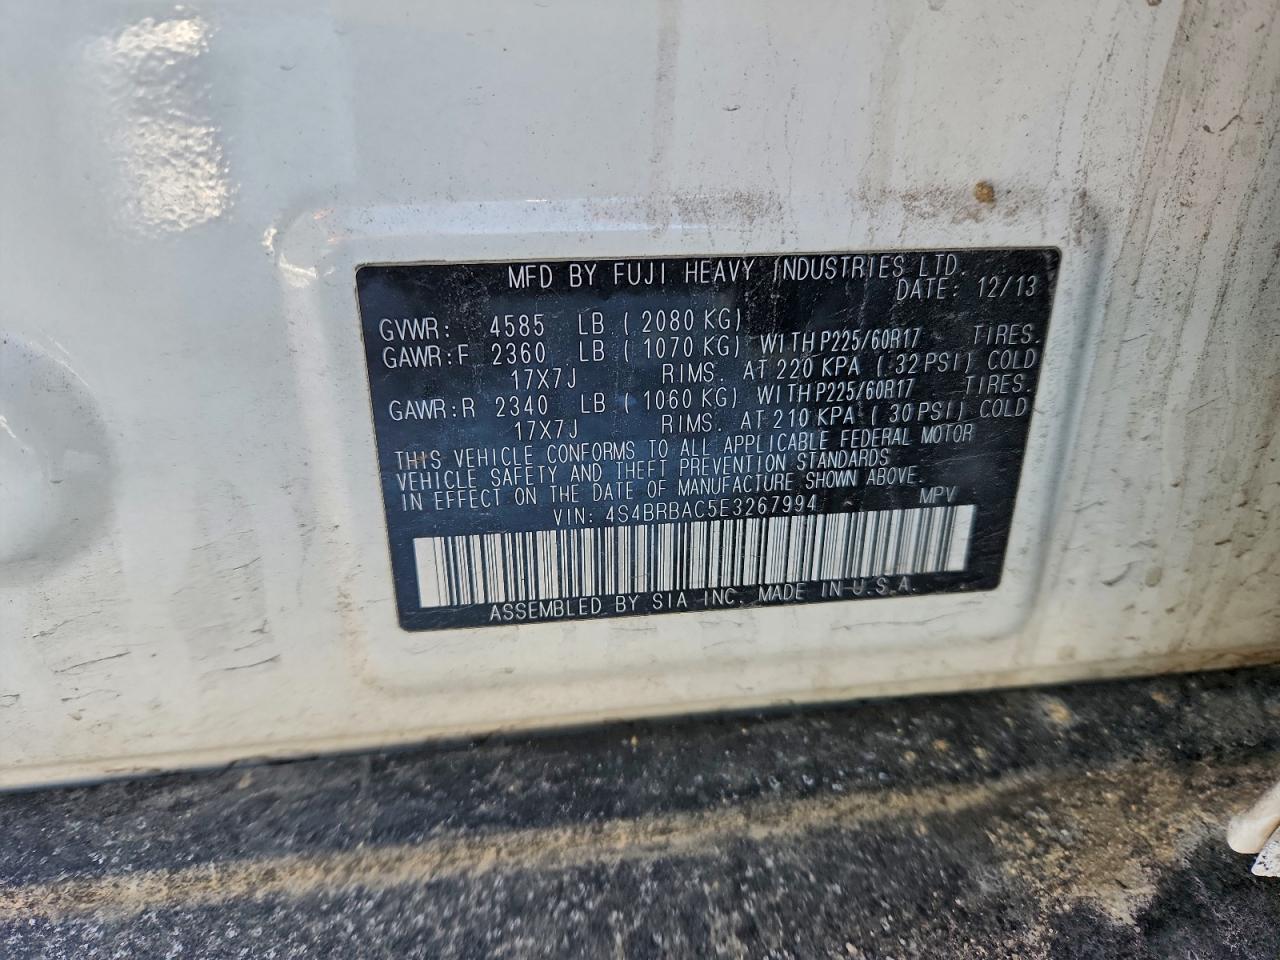 MFD BY FUJI HEAVY INDUSTRIES LTD.
DATE: 12/13
GVWR: 4585 LB (2080 KG)
GAWR:F 2360 LB (1070 KG) WITH P225/60R17 TIRES.
17X7J RIMS. AT 220 KPA (32 PSI) COLD
GAWR:R 2340 LB (1060 KG) WITH P225/60R17 TIRES.
17X7J RIMS. AT 210 KPA (30 PSI) COLD
THIS VEHICLE CONFORMS TO ALL APPLICABLE FEDERAL MOTOR
VEHICLE SAFETY AND THEFT PREVENTION STANDARDS
IN EFFECT ON THE DATE OF MANUFACTURE SHOWN ABOVE.
VIN: 4S4BRBAC5E3267994 MPV
ASSEMBLED BY SIA INC. MADE IN U.S.A.